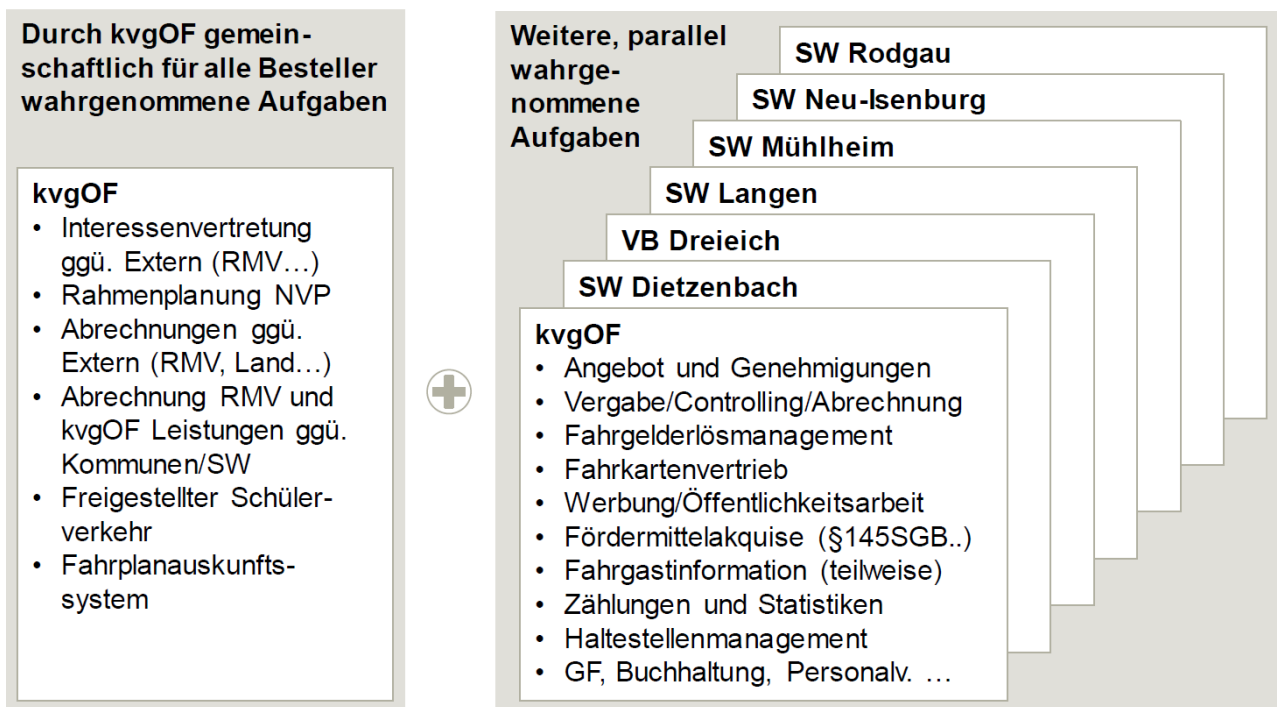 Durch kvgOF gemein-
schaftlich für alle Besteller
wahrgenommene Aufgaben
kvgOF
• Interessenvertretung
ggü. Extern (RMV…)
• Rahmenplanung NVP
• Abrechnungen ggü.
Extern (RMV, Land…)
• Abrechnung RMV und
kvgOF Leistungen ggü.
Kommunen/SW
• Freigestellter Schüler-
verkehr
• Fahrplanauskunfts-
system
Weitere, parallel
wahrge-
nommene
Aufgaben
SW Rodgau
SW Neu-Isenburg
SW Mühlheim
SW Langen
VB Dreieich
SW Dietzenbach
kvgOF
• Angebot und Genehmigungen
• Vergabe/Controlling/Abrechnung
• Fahrgelderlösmanagement
• Fahrkartenvertrieb
• Werbung/Öffentlichkeitsarbeit
• Fördermittelakquise (§145SGB..)
• Fahrgastinformation (teilweise)
• Zählungen und Statistiken
• Haltestellenmanagement
• GF, Buchhaltung, Personalv. …